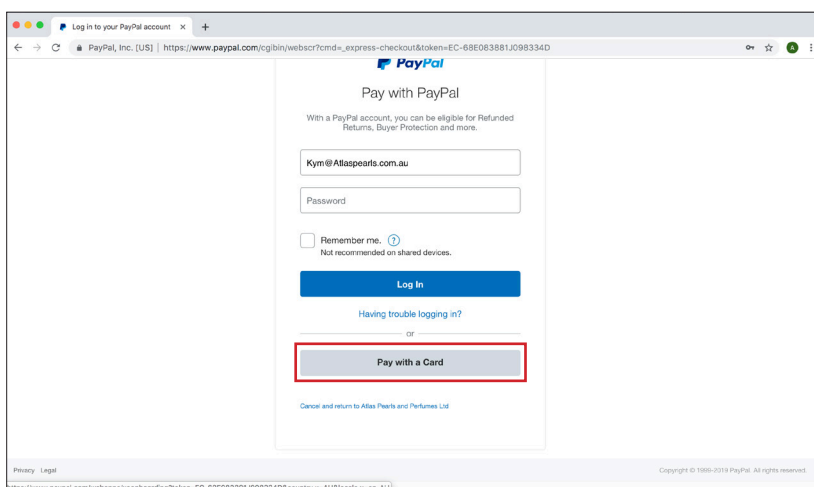 Log in to your PayPal account
PayPal, Inc. [US] | https://www.paypal.com/cgibin/webscr?cmd=_express-checkout&token=EC-68E083881J098334D
A
PayPal
Pay with PayPal
With a PayPal account, you can be eligible for Refunded
Returns, Buyer Protection and more.
Kym@Atlaspearls.com.au
Password
Remember me. ?
Not recommended on shared devices.
Log In
Having trouble logging in?
or
Pay with a Card
Cancel and return to Atlas Pearls and Perfumes Ltd
Privacy Legal
Copyright © 1999-2019 PayPal. All rights reserved.